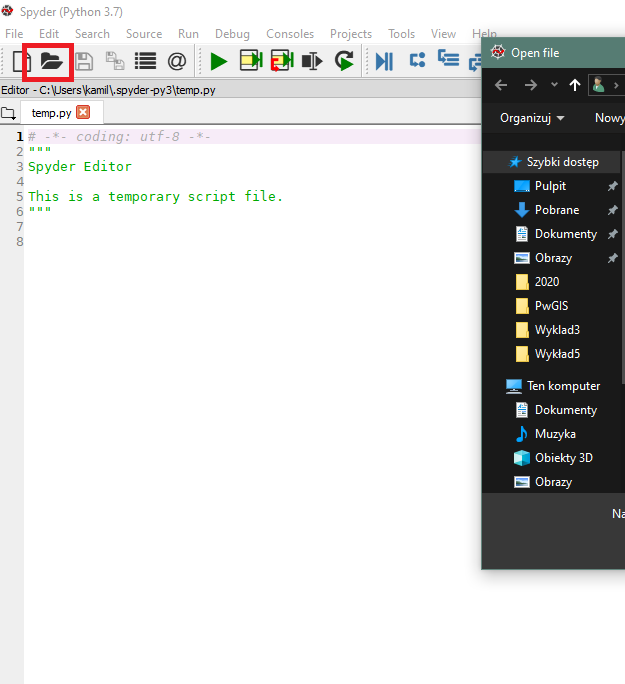 Spyder (Python 3.7)
File Edit Search Source Run Debug Consoles Projects Tools View Help
Editor - C:\Users\kamil\.spyder-py3\temp.py
temp.py
1 # -*- coding: utf-8 -*-
2 """
3 Spyder Editor
4
5 This is a temporary script file.
6 """
7
8
Open file
Organizuj
Nowy
Szybki dostęp
Pulpit
Pobrane
Dokumenty
Obrazy
2020
PwGIS
Wyklad3
Wykład5
Ten komputer
Dokumenty
Muzyka
Obiekty 3D
Obrazy
Na